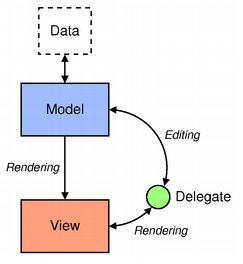 Data
Model
Editing
Rendering
Delegate
View
Rendering